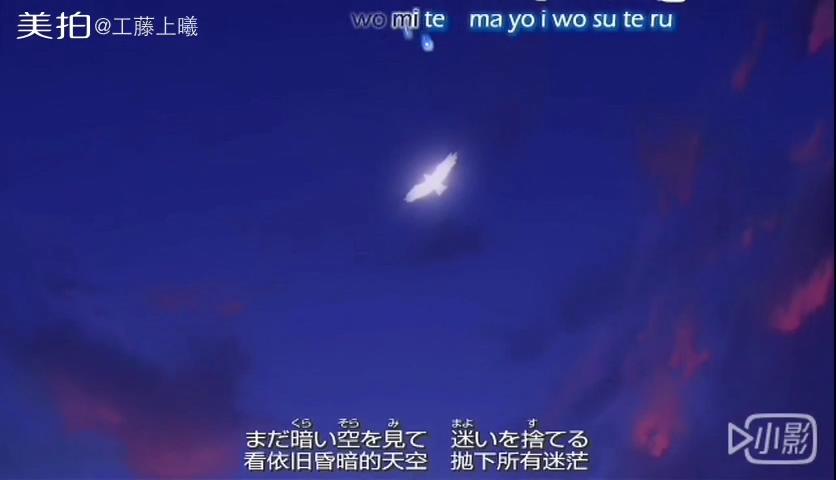 美拍@工藤上曦
wo mi te ma yo i wo su te ru
くら そら み まよ す
まだ暗い空を見て 迷いを捨てる
看依旧昏暗的天空 抛下所有迷茫
小影